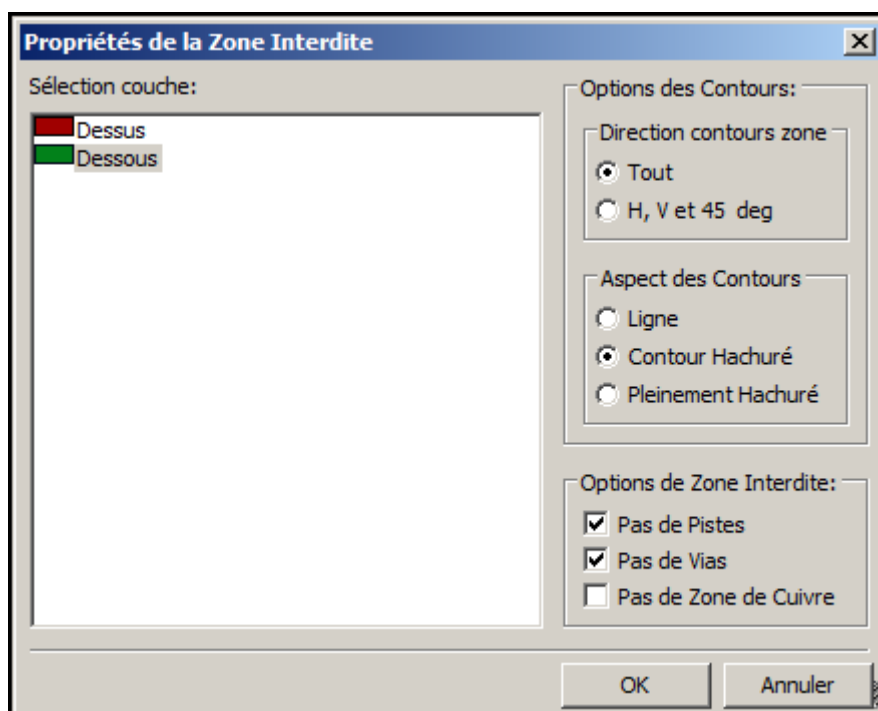 Propriétés de la Zone Interdite
Sélection couche:
Dessus
Dessous
Options des Contours:
Direction contours zone
Tout
H, V et 45 deg
Aspect des Contours
Ligne
Contour Hachuré
Pleinement Hachuré
Options de Zone Interdite:
Pas de Pistes
Pas de Vias
Pas de Zone de Cuivre
OK
Annuler